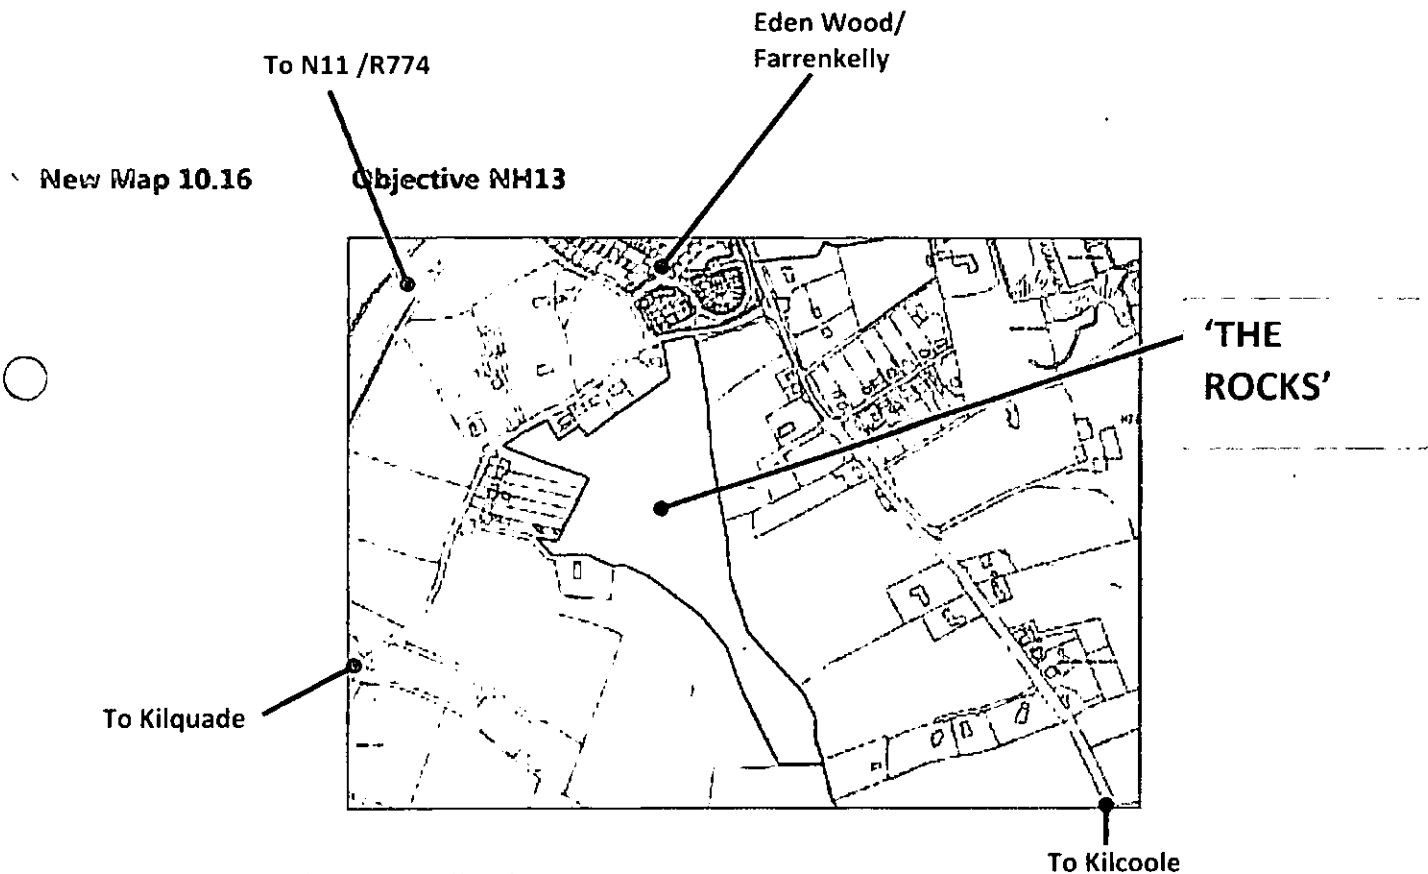 Eden Wood/
Farrenkelly
To N11 /R774
New Map 10.16 Objective NH13
'THE
ROCKS'
To Kilquade
To Kilcoole